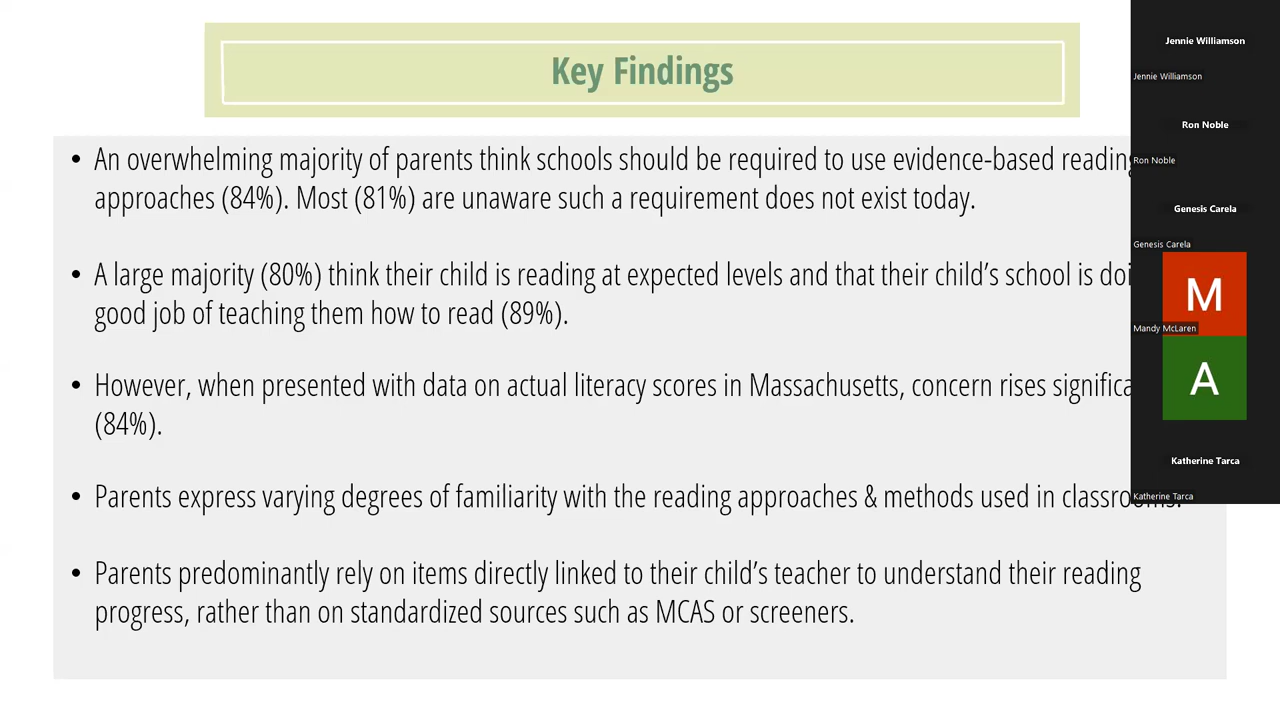 Key Findings
• An overwhelming majority of parents think schools should be required to use evidence-based reading
approaches (84%). Most (81%) are unaware such a requirement does not exist today.
• A large majority (80%) think their child is reading at expected levels and that their child's school is doi
good job of teaching them how to read (89%).
• However, when presented with data on actual literacy scores in Massachusetts, concern rises significa
(84%).
• Parents express varying degrees of familiarity with the reading approaches & methods used in classrooms.
• Parents predominantly rely on items directly linked to their child's teacher to understand their reading
progress, rather than on standardized sources such as MCAS or screeners.
Jennie Williamson
Jennie Williamson
Ron Noble
Ron Noble
Genesis Carela
Genesis Carela
M
Mandy McLaren
A
Katherine Tarca
Katherine Tarca